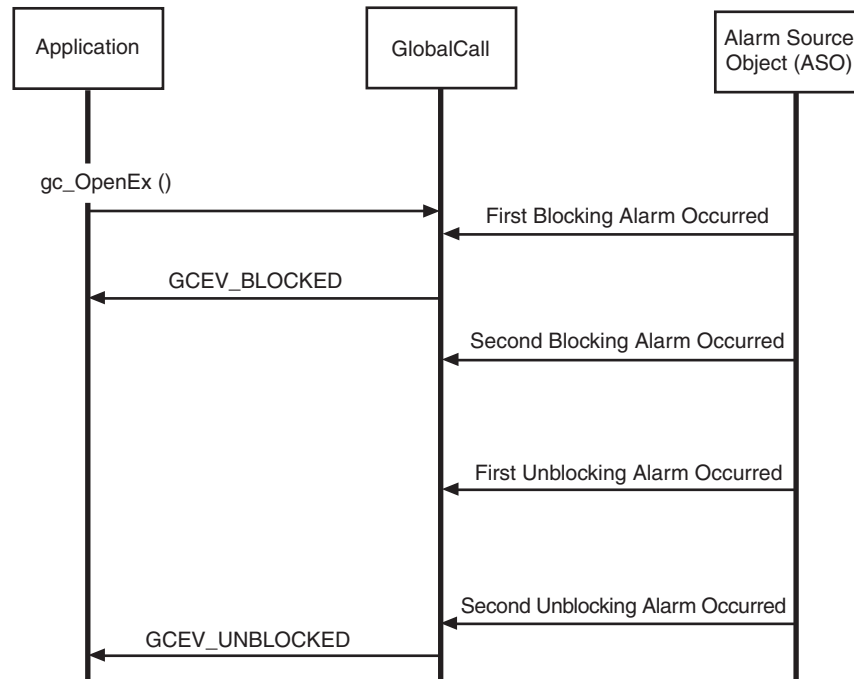 Application
GlobalCall
Alarm Source
Object (ASO)
gc_OpenEx ()
First Blocking Alarm Occurred
GCEV_BLOCKED
Second Blocking Alarm Occurred
First Unblocking Alarm Occurred
Second Unblocking Alarm Occurred
GCEV_UNBLOCKED